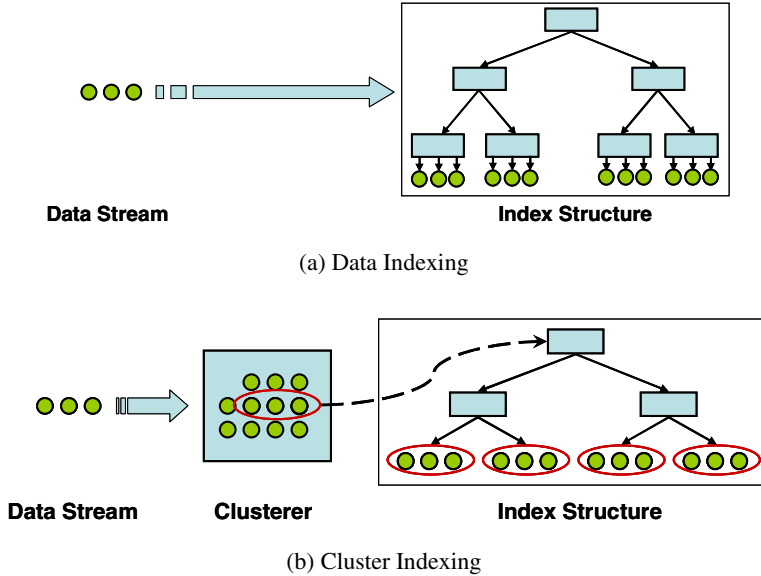 Data Stream
Index Structure
(a) Data Indexing
Data Stream
Clusterer
Index Structure
(b) Cluster Indexing